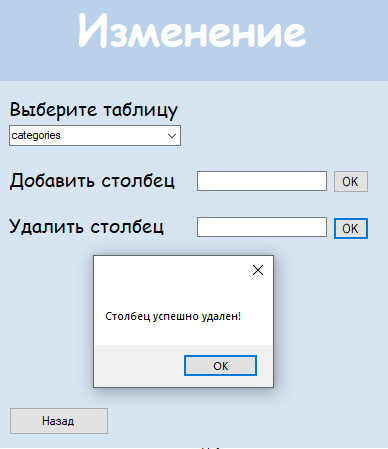 Изменение
Выберите таблицу
categories
Добавить столбец
OK
Удалить столбец
OK
Столбец успешно удален!
OK
Назад